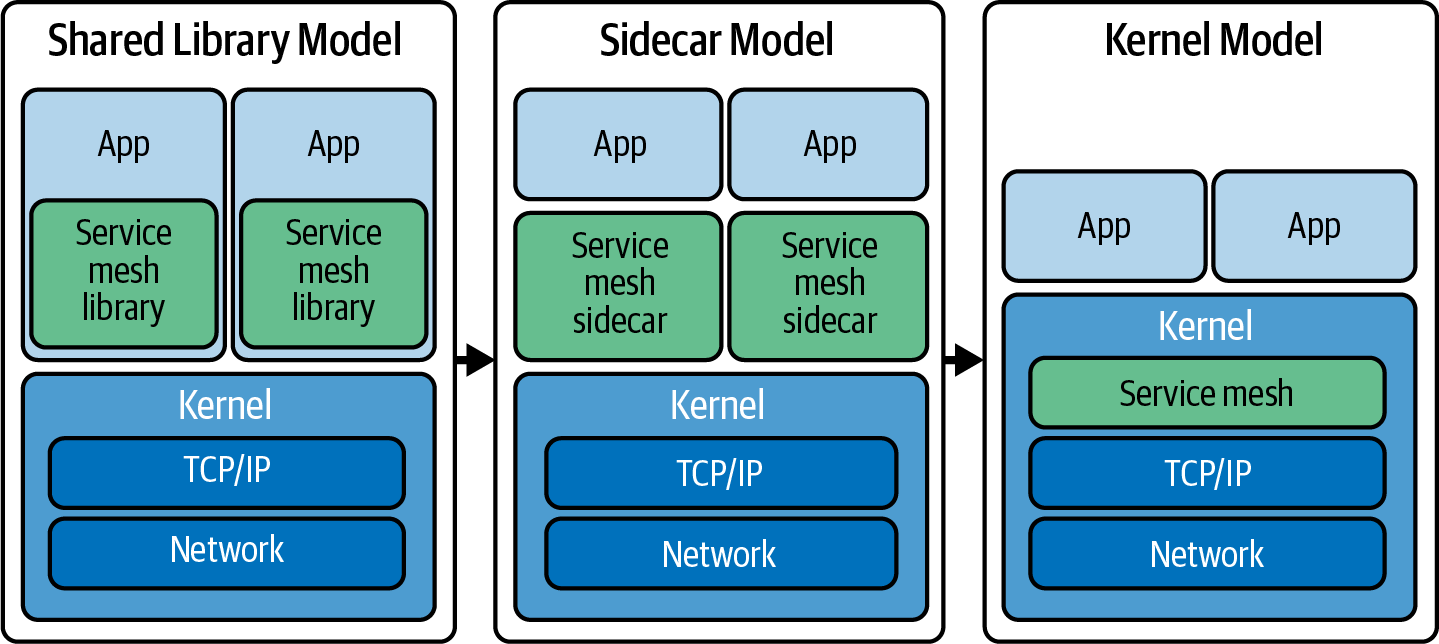 Shared Library Model
App
App
Service
mesh
library
Service
mesh
library
Kernel
TCP/IP
Network
Sidecar Model
App
App
Service
mesh
sidecar
Service
mesh
sidecar
Kernel
TCP/IP
Network
Kernel Model
App
App
Kernel
Service mesh
TCP/IP
Network